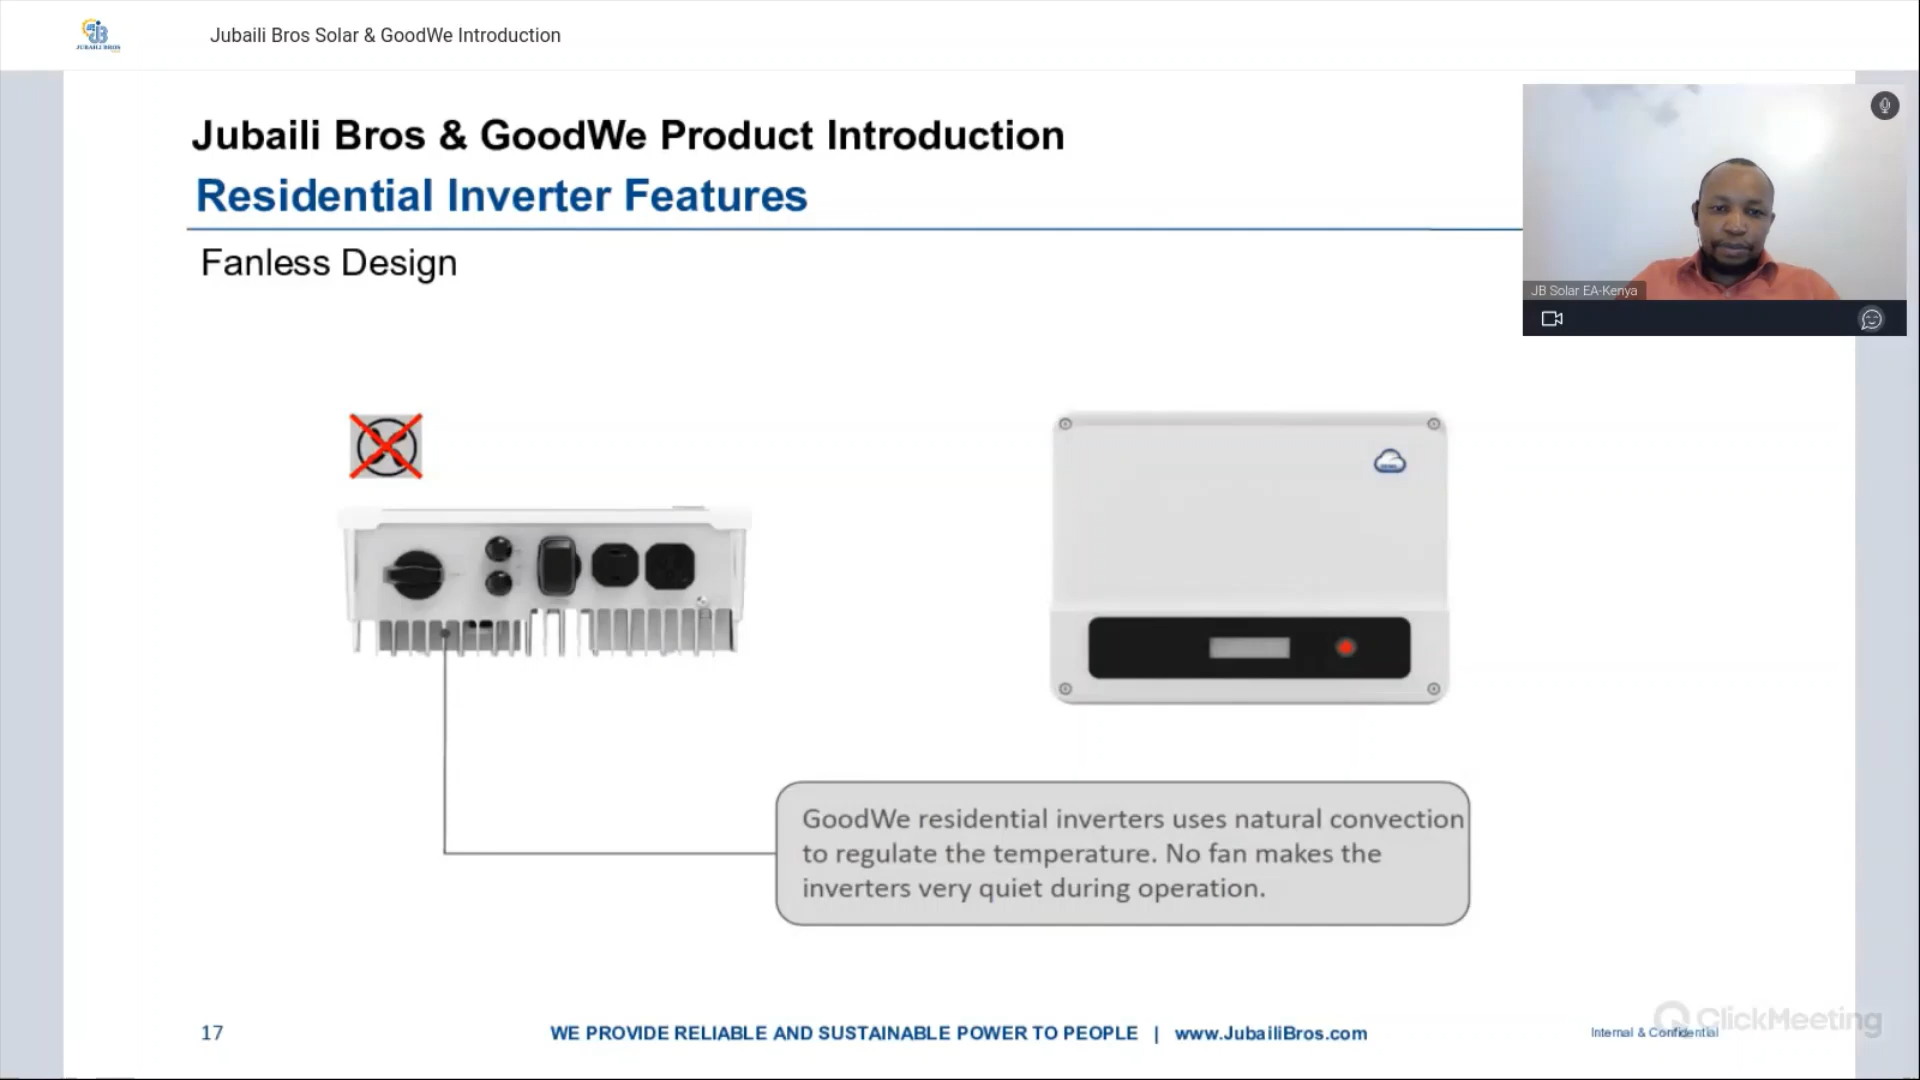 JUBAILI BROS
Jubaili Bros Solar & GoodWe Introduction
Jubaili Bros & GoodWe Product Introduction
Residential Inverter Features
Fanless Design
JB Solar EA-Kenya
GoodWe residential inverters uses natural convection
to regulate the temperature. No fan makes the
inverters very quiet during operation.
17
WE PROVIDE RELIABLE AND SUSTAINABLE POWER TO PEOPLE | www.JubailiBros.com
Internal & Confidential
ClickMeeting